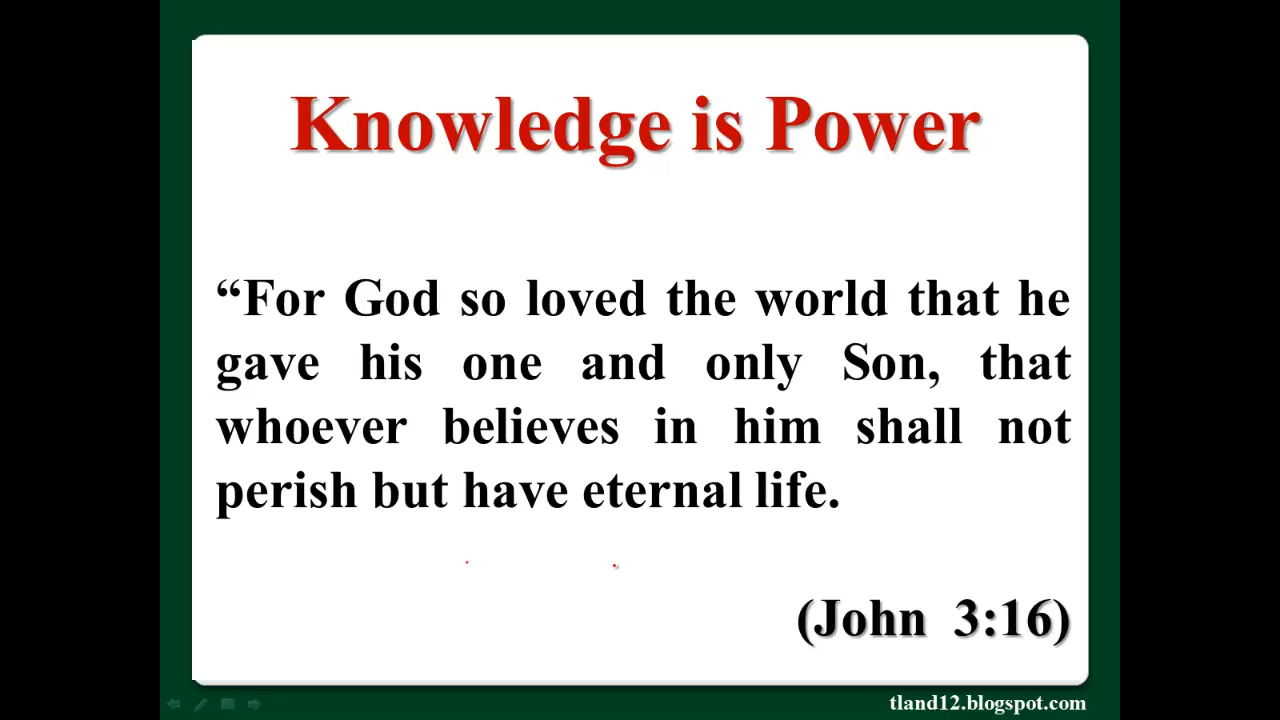 Knowledge is Power
“For God so loved the world that he
gave his one and only Son, that
whoever believes in him shall not
perish but have eternal life.
(John 3:16)
tland12.blogspot.com